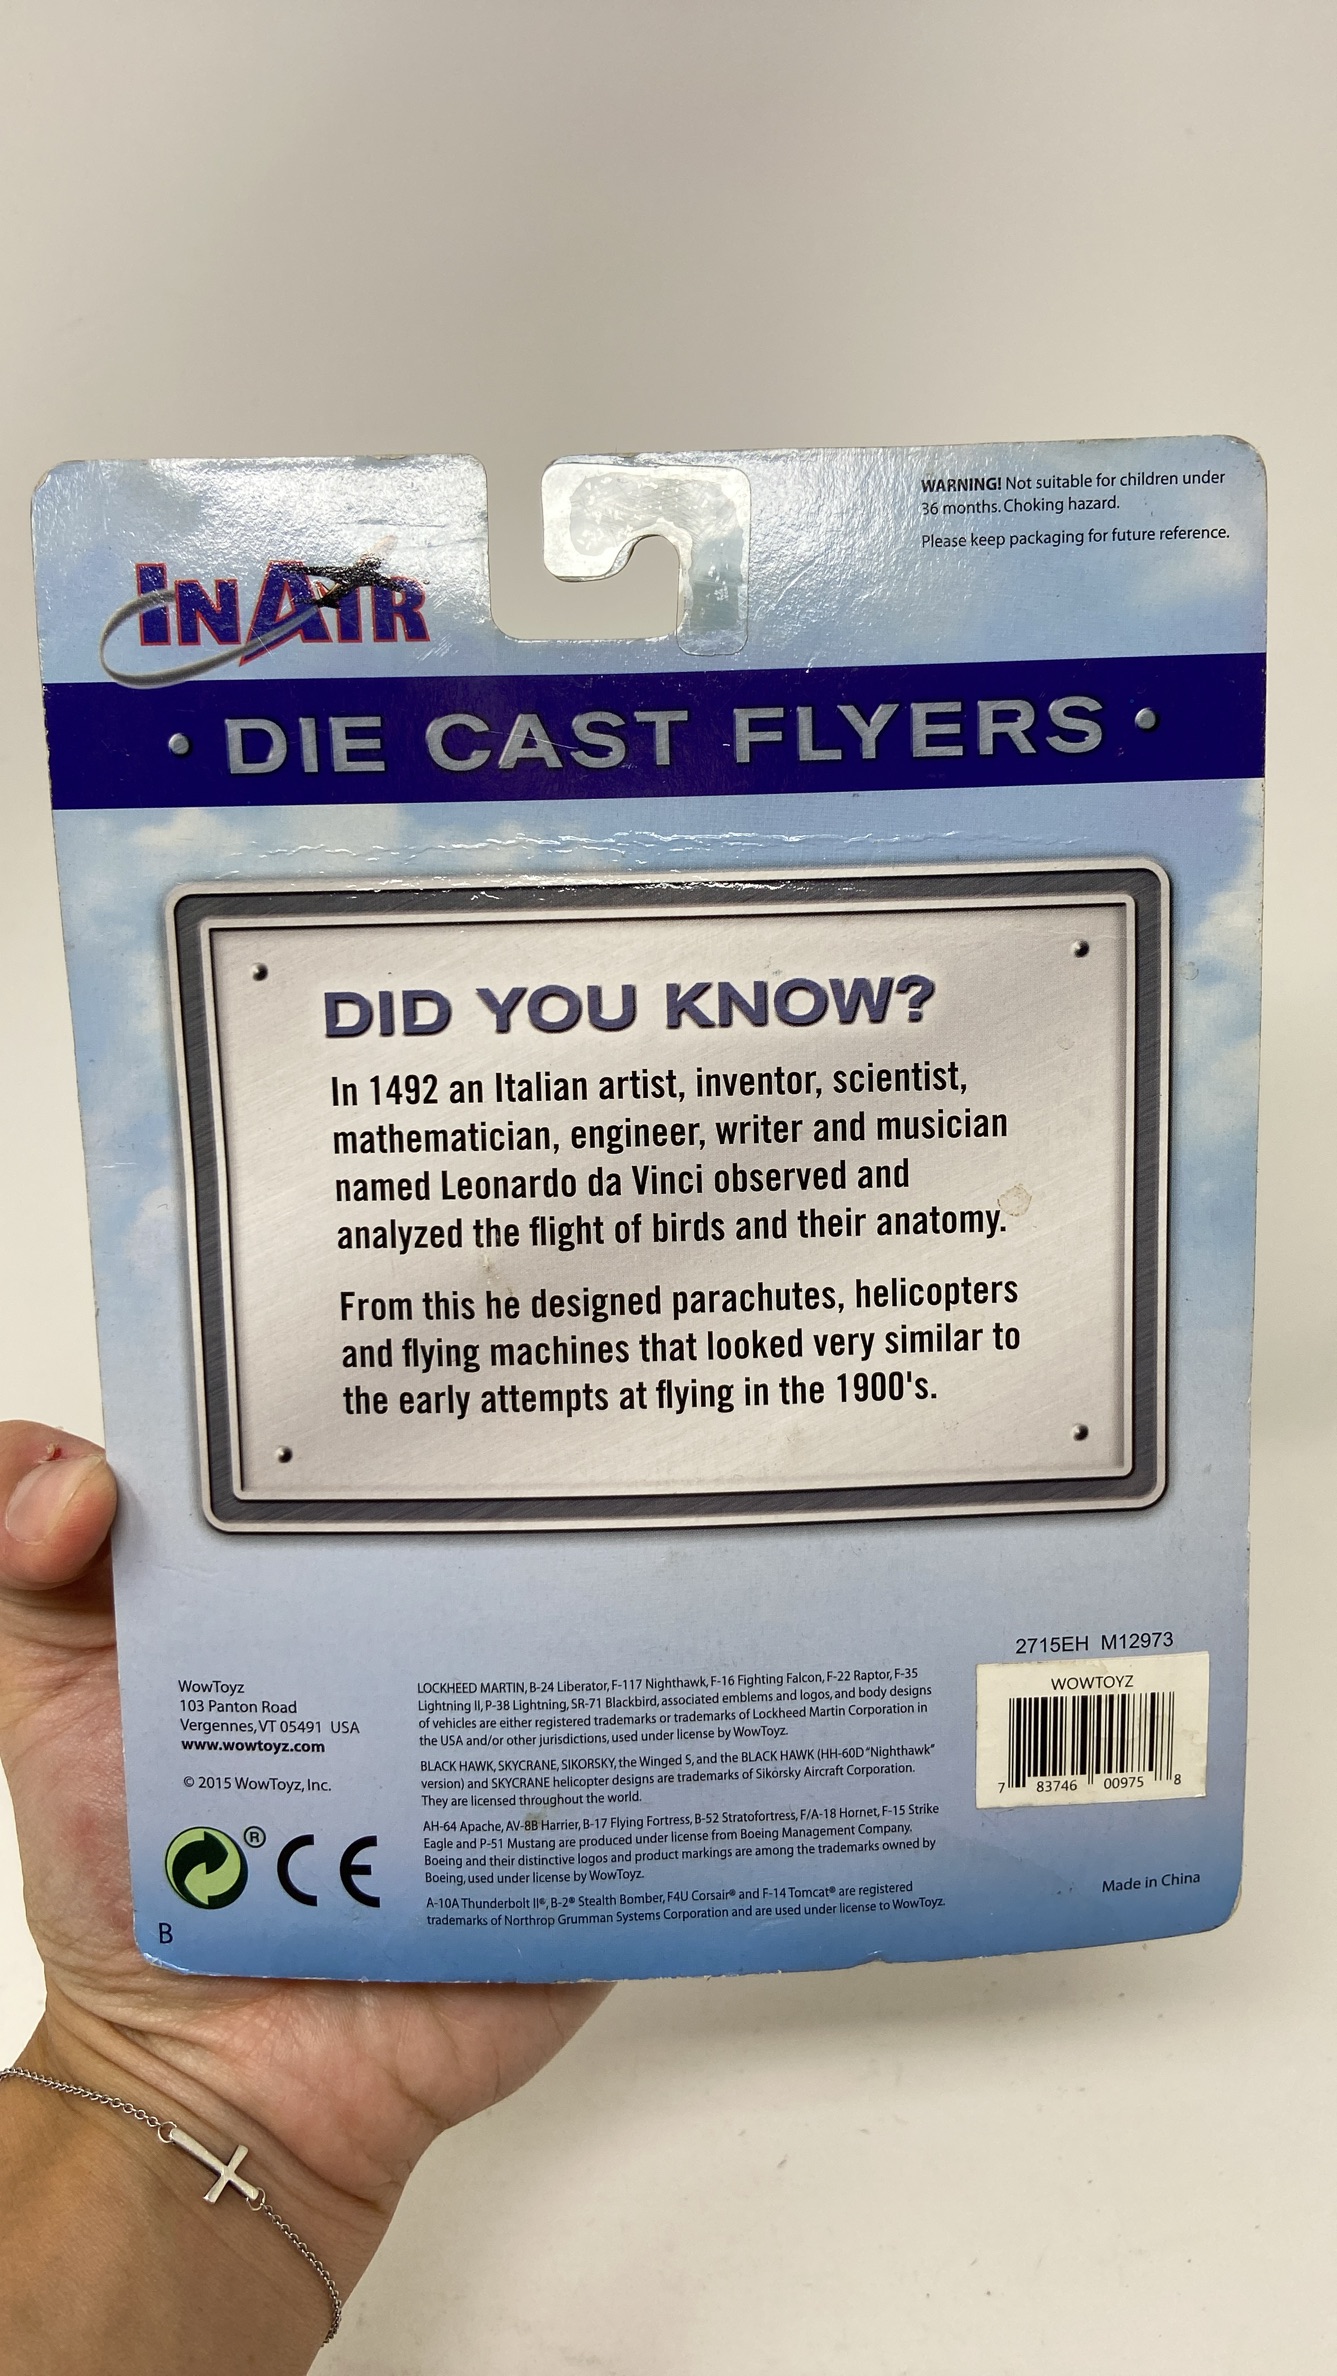 WARNING! Not suitable for children under
36 months. Choking hazard.
Please keep packaging for future reference.
INAIR
• DIE CAST FLYERS •
DID YOU KNOW?
In 1492 an Italian artist, inventor, scientist,
mathematician, engineer, writer and musician
named Leonardo da Vinci observed and
analyzed the flight of birds and their anatomy.
From this he designed parachutes, helicopters
and flying machines that looked very similar to
the early attempts at flying in the 1900's.
WowToyz
103 Panton Road
Vergennes, VT 05491 USA
www.wowtoyz.com
© 2015 WowToyz, Inc.
® CE
B
LOCKHEED MARTIN, B-24 Liberator, F-117 Nighthawk, F-16 Fighting Falcon, F-22 Raptor, F-35
Lightning II, P-38 Lightning, SR-71 Blackbird, associated emblems and logos, and body designs
of vehicles are either registered trademarks or trademarks of Lockheed Martin Corporation in
the USA and/or other jurisdictions, used under license by WowToyz.
BLACK HAWK, SKYCRANE, SIKORSKY, the Winged S, and the BLACK HAWK (HH-60D "Nighthawk"
version) and SKYCRANE helicopter designs are trademarks of Sikorsky Aircraft Corporation.
They are licensed throughout the world.
AH-64 Apache, AV-8B Harrier, B-17 Flying Fortress, B-52 Stratofortress, F/A-18 Hornet, F-15 Strike
Eagle and P-51 Mustang are produced under license from Boeing Management Company.
Boeing and their distinctive logos and product markings are among the trademarks owned by
Boeing, used under license by WowToyz.
A-10A Thunderbolt II®, B-2® Stealth Bomber, F4U Corsair® and F-14 Tomcat® are registered
trademarks of Northrop Grumman Systems Corporation and are used under license to WowToyz.
2715EH M12973
WOWTOYZ
7 83746 00975 8
Made in China